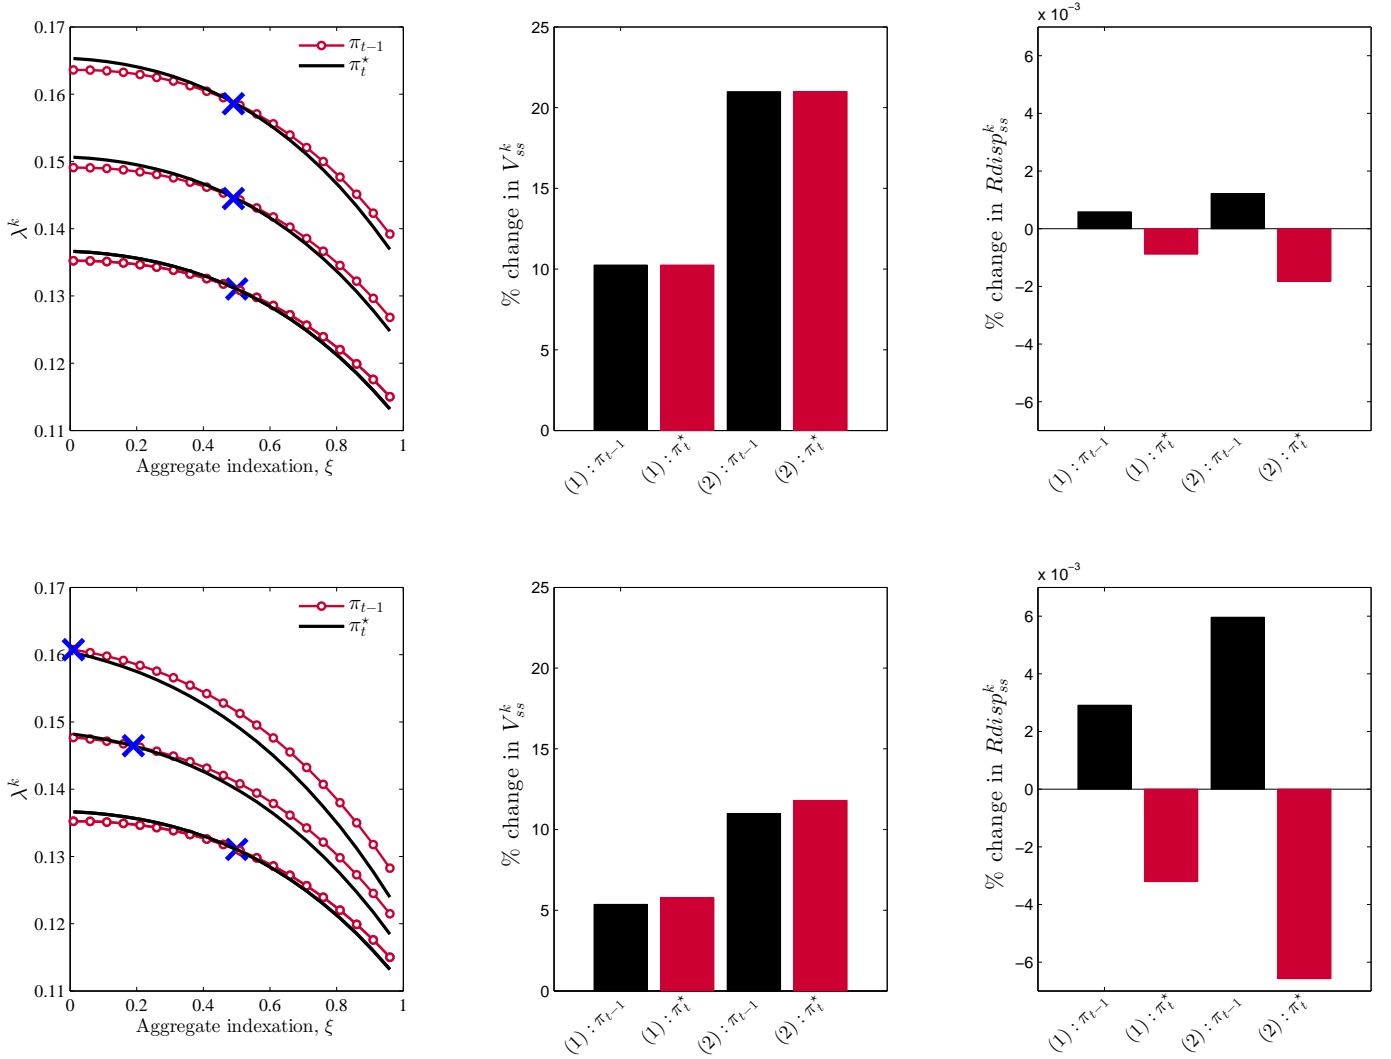 0.17
0.16
0.15
0.14
0.13
0.12
0.11
λ^k
0 0.2 0.4 0.6 0.8 1
Aggregate indexation, ξ
π_{t−1}
π_t^⋆
25
20
15
10
5
0
% change in V_{ss}^k
(1) : π_{t−1}
(1) : π_t^⋆
(2) : π_{t−1}
(2) : π_t^⋆
x 10^{−3}
6
4
2
0
−2
−4
−6
% change in Rdisp_{ss}^k
(1) : π_{t−1}
(1) : π_t^⋆
(2) : π_{t−1}
(2) : π_t^⋆
0.17
0.16
0.15
0.14
0.13
0.12
0.11
λ^k
0 0.2 0.4 0.6 0.8 1
Aggregate indexation, ξ
π_{t−1}
π_t^⋆
25
20
15
10
5
0
% change in V_{ss}^k
(1) : π_{t−1}
(1) : π_t^⋆
(2) : π_{t−1}
(2) : π_t^⋆
x 10^{−3}
6
4
2
0
−2
−4
−6
% change in Rdisp_{ss}^k
(1) : π_{t−1}
(1) : π_t^⋆
(2) : π_{t−1}
(2) : π_t^⋆